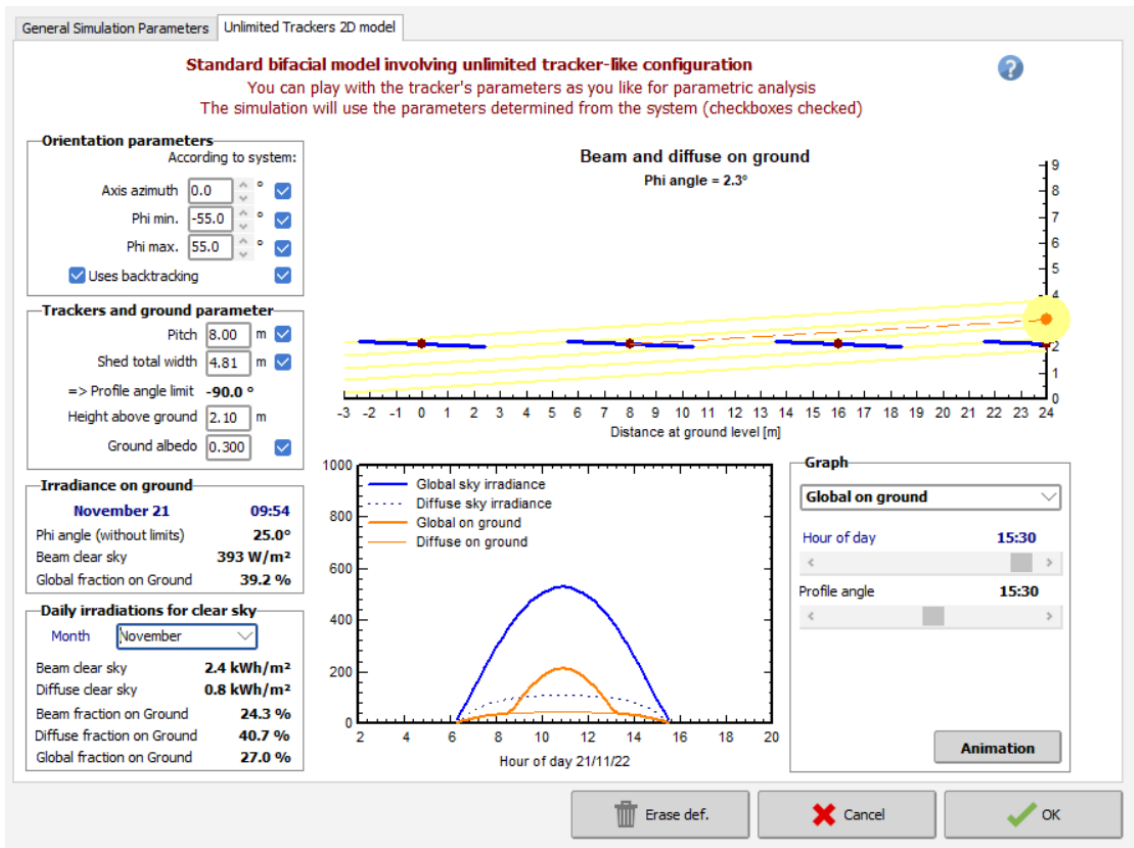 General Simulation Parameters
Unlimited Trackers 2D model
Standard bifacial model involving unlimited tracker-like configuration
You can play with the tracker's parameters as you like for parametric analysis
The simulation will use the parameters determined from the system (checkboxes checked)
?
Orientation parameters
According to system:
Axis azimuth 0.0 °
Phi min. -55.0 °
Phi max. 55.0 °
Uses backtracking
Trackers and ground parameter
Pitch 8.00 m
Shed total width 4.81 m
=> Profile angle limit -90.0 °
Height above ground 2.10 m
Ground albedo 0.300
Irradiance on ground
November 21 09:54
Phi angle (without limits) 25.0°
Beam clear sky 393 W/m²
Global fraction on Ground 39.2 %
Daily irradiations for clear sky
Month November
Beam clear sky 2.4 kWh/m²
Diffuse clear sky 0.8 kWh/m²
Beam fraction on Ground 24.3 %
Diffuse fraction on Ground 40.7 %
Global fraction on Ground 27.0 %
Beam and diffuse on ground
Phi angle = 2.3°
9
8
7
6
5
4
3
2
1
0
-3 -2 -1 0 1 2 3 4 5 6 7 8 9 10 11 12 13 14 15 16 17 18 19 20 21 22 23 24
Distance at ground level [m]
1000
800
600
400
200
0
Global sky irradiance
Diffuse sky irradiance
Global on ground
Diffuse on ground
2 4 6 8 10 12 14 16 18 20
Hour of day 21/11/22
Graph
Global on ground
Hour of day 15:30
Profile angle 15:30
Animation
Erase def.
Cancel
OK